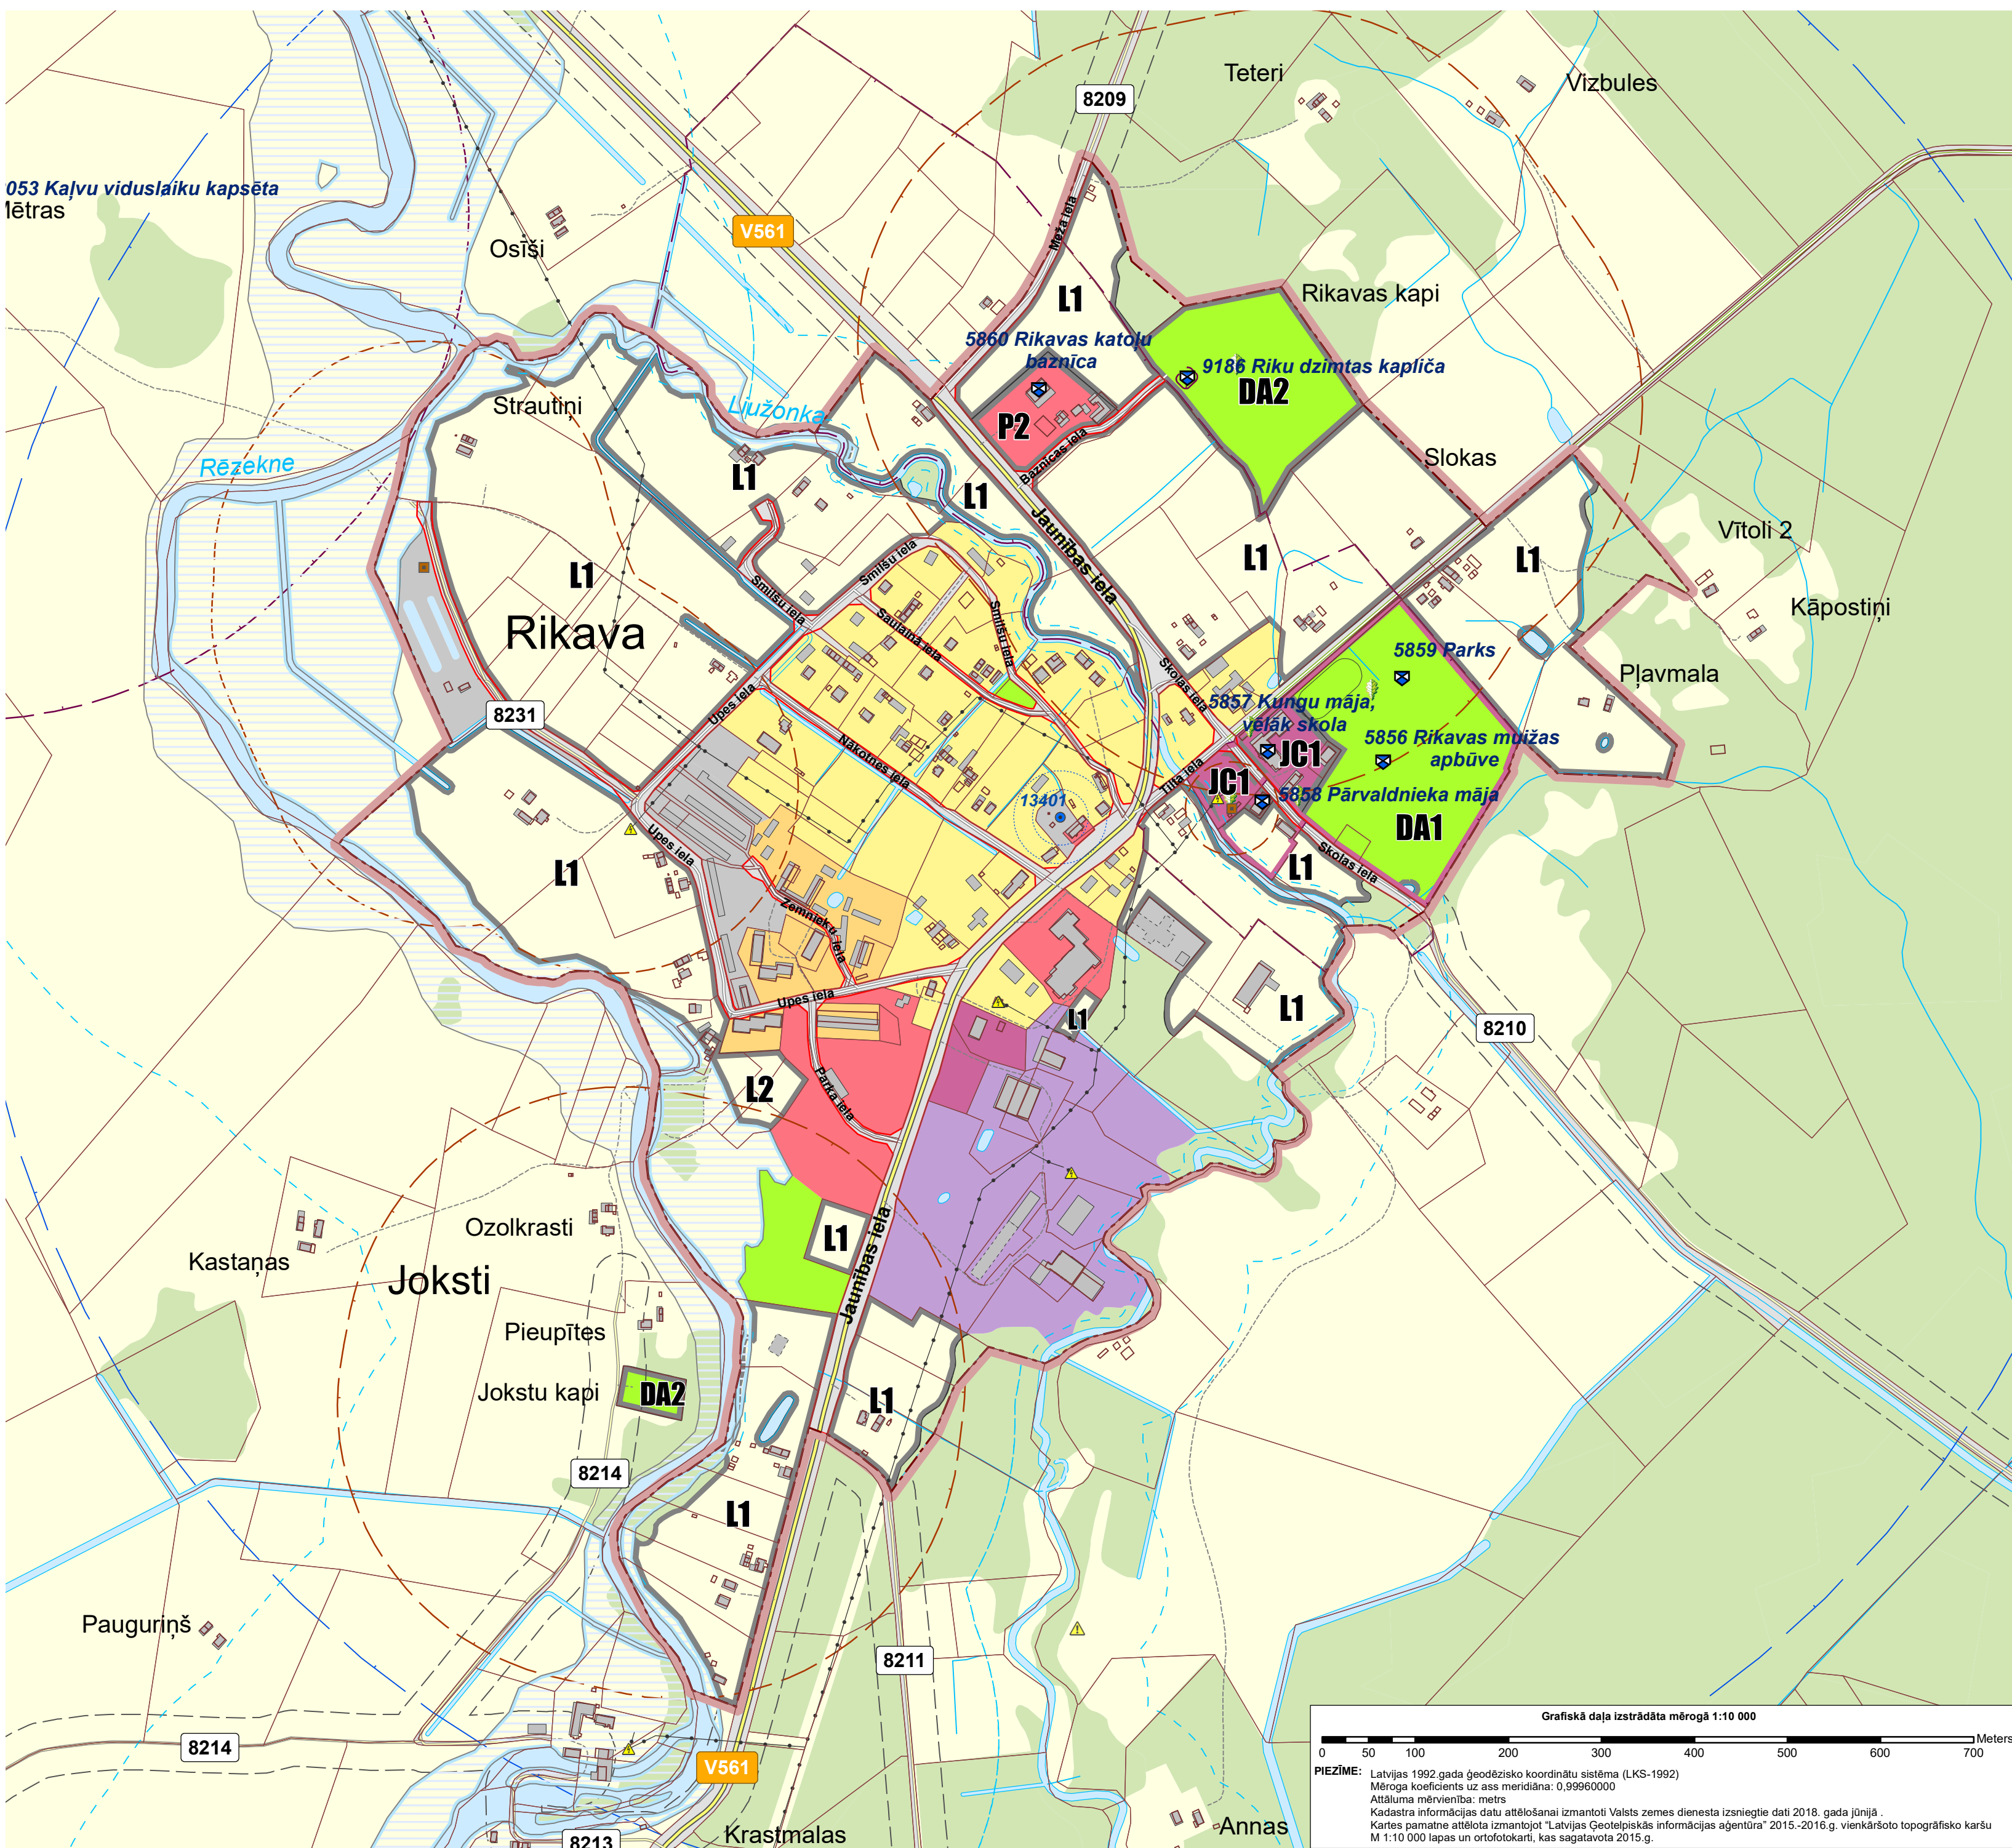 Teteri
Vizbules
8209
053 Kaļvu viduslaiku kapsēta
Mētras
Osīši
V561
Meža iela
L1
Rikavas kapi
5860 Rikavas katoļu
baznīca
9186 Riku dzimtas kapliča
DA2
Strautiņi
Ljužonka
P2
Baznīcas iela
Slokas
Rēzekne
L1
L1
Jaunības iela
Vītoli 2
L1
L1
L1
Smilšu iela
Smilšu iela
Smilšu iela
Saulainā iela
Kāpostiņi
Rikava
5859 Parks
Pļavmala
Skolas iela
5857 Kungu māja,
vēlāk skola
Upes iela
8231
Nākotnes iela
5856 Rikavas muižas
apbūve
JC1
JC1
Tilta iela
5858 Pārvaldnieka māja
13401
DA1
Upes iela
L1
Skolas iela
L1
Zemnieku iela
Upes iela
L1
L1
8210
L2
Parka iela
Ozolkrasti
Kastaņas
L1
Jaunības iela
Joksti
Pieupītes
Jokstu kapi
DA2
L1
8214
L1
Pauguriņš
8211
8214
V561
8213
Krastmalas
Annas
Grafiskā daļa izstrādāta mērogā 1:10 000
Meters
0 50 100 200 300 400 500 600 700
PIEZĪME: Latvijas 1992.gada ģeodēzisko koordinātu sistēma (LKS-1992)
Mēroga koeficients uz ass meridiāna: 0,99960000
Attāluma mērvienība: metrs
Kadastra informācijas datu attēlošanai izmantoti Valsts zemes dienesta izsniegtie dati 2018. gada jūnijā .
Kartes pamatne attēlota izmantojot “Latvijas Ģeotelpiskās informācijas aģentūra” 2015.-2016.g. vienkāršoto topogrāfisko karšu
M 1:10 000 lapas un ortofotokarti, kas sagatavota 2015.g.